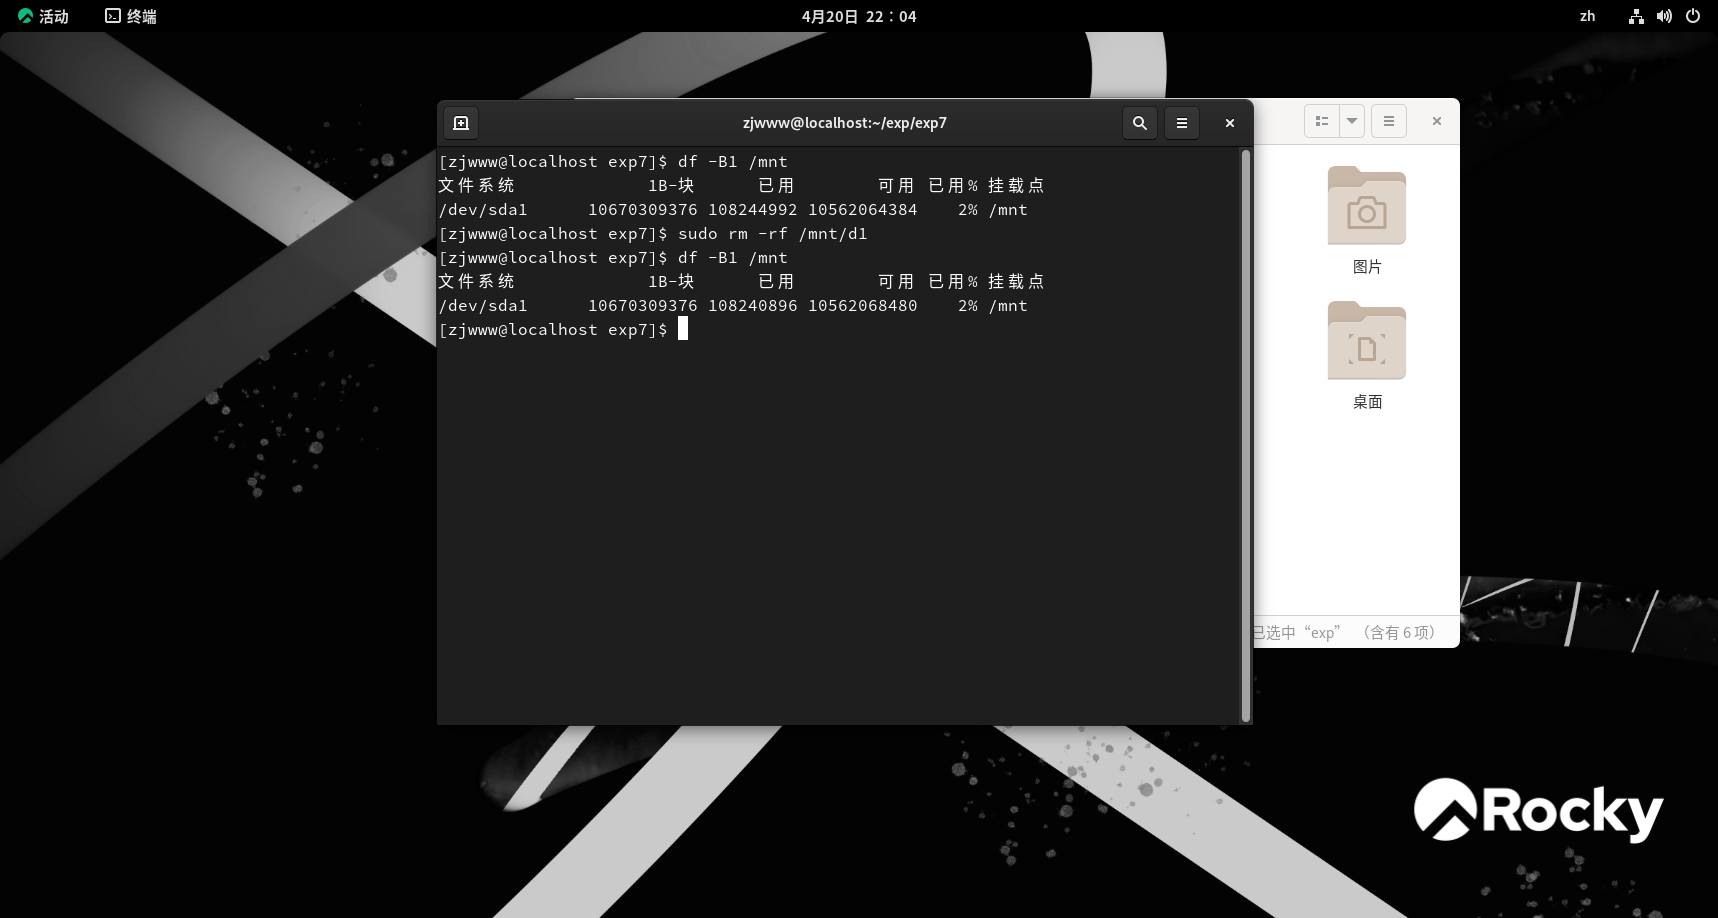 活动 终端 4月20日 22：04 zh
zjwww@localhost:~/exp/exp7
[zjwww@localhost exp7]$ df -B1 /mnt
文件系统 1B-块 已用 可用 已用% 挂载点
/dev/sda1 10670309376 108244992 10562064384 2% /mnt
[zjwww@localhost exp7]$ sudo rm -rf /mnt/d1
[zjwww@localhost exp7]$ df -B1 /mnt
文件系统 1B-块 已用 可用 已用% 挂载点
/dev/sda1 10670309376 108240896 10562068480 2% /mnt
[zjwww@localhost exp7]$
图片
桌面
已选中“exp” （含有 6 项）
Rocky